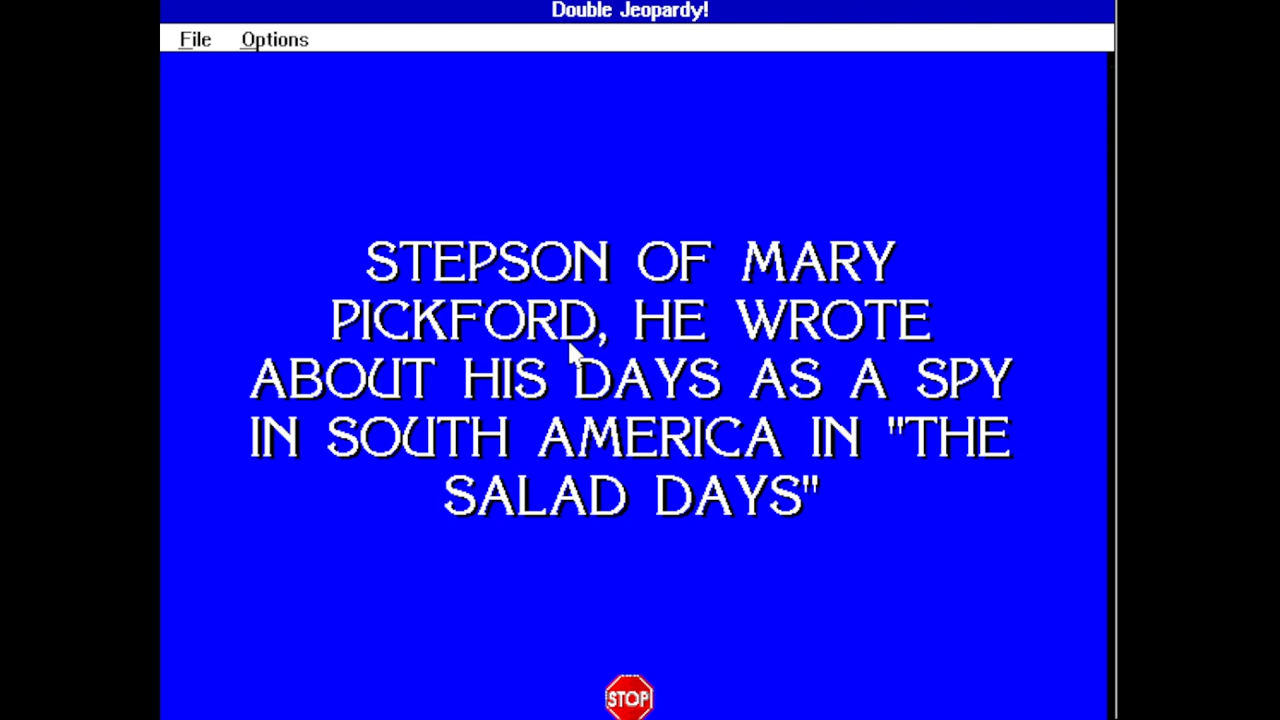 Double Jeopardy!
File Options
STEPSON OF MARY
PICKFORD, HE WROTE
ABOUT HIS DAYS AS A SPY
IN SOUTH AMERICA IN "THE
SALAD DAYS"
STOP